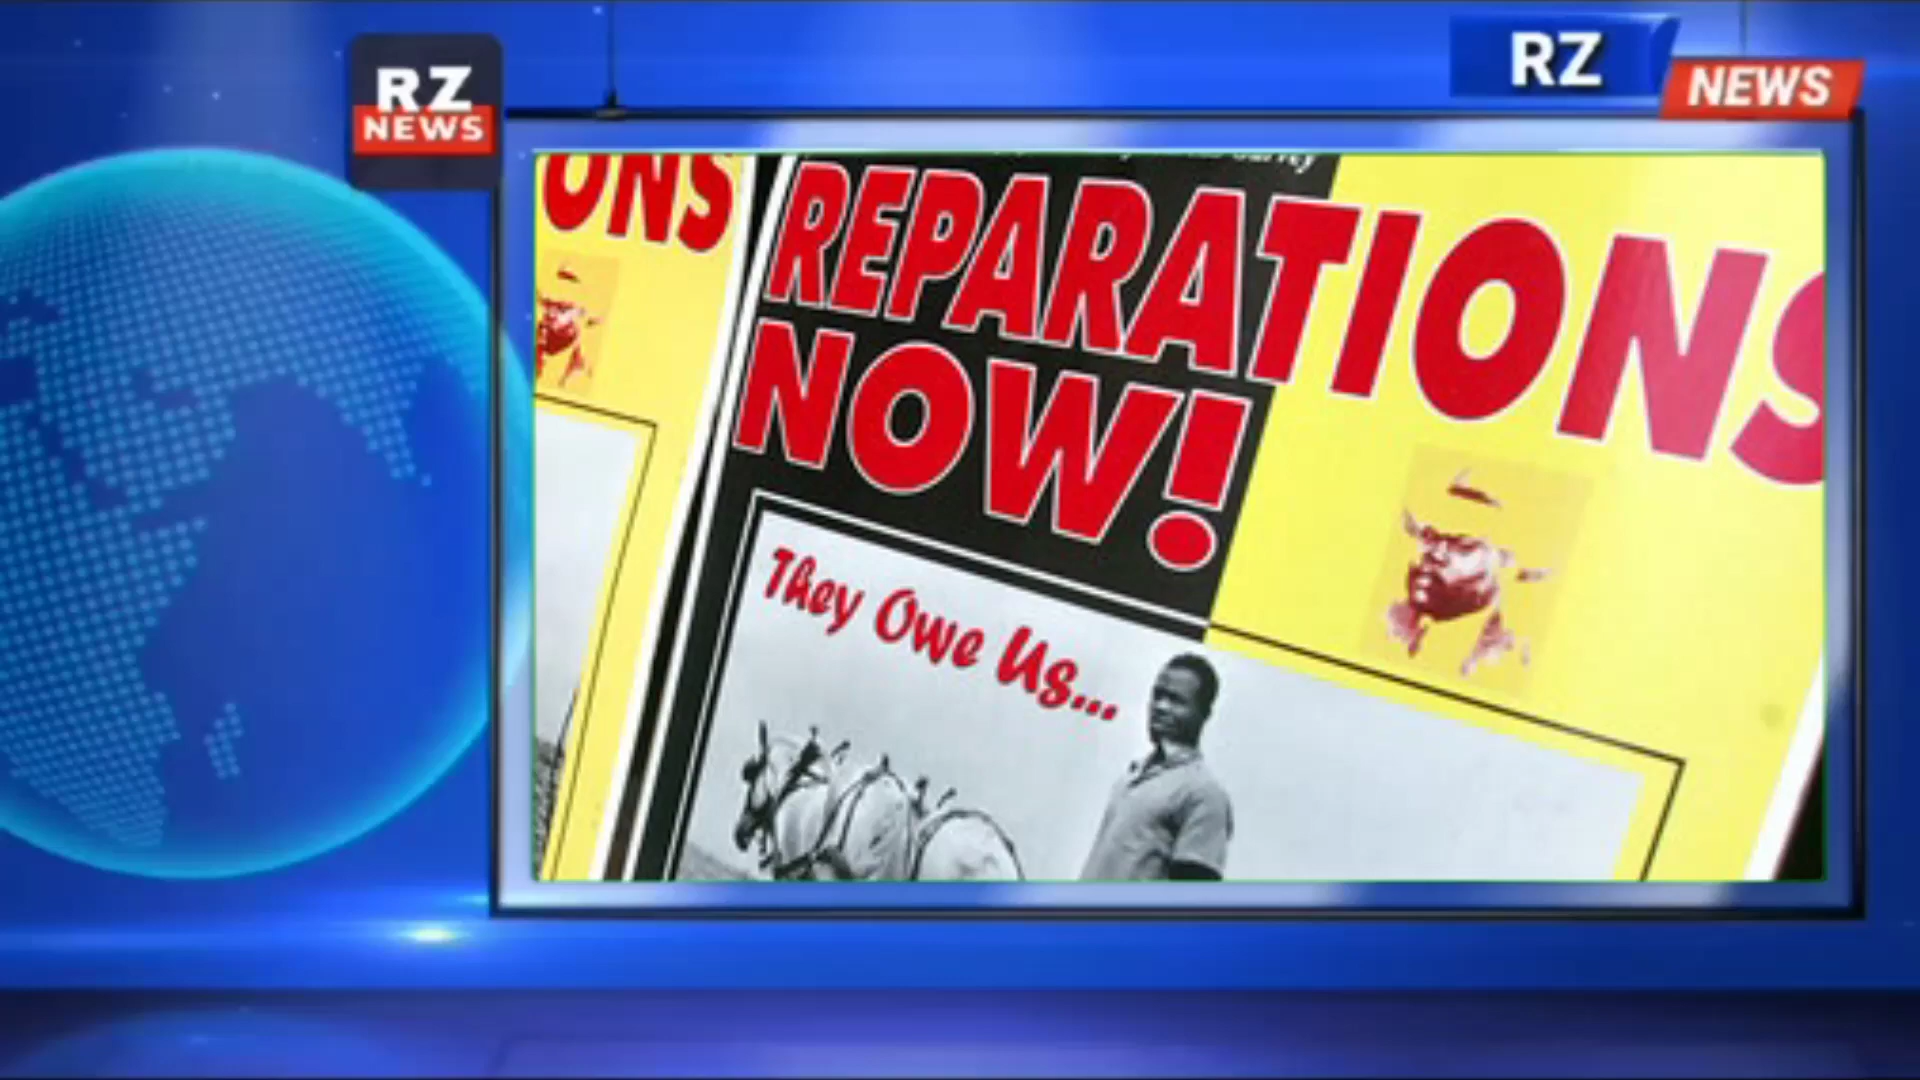 RZ
NEWS
RZ
NEWS
ONS
REPARATIONS
NOW!
They Owe Us...